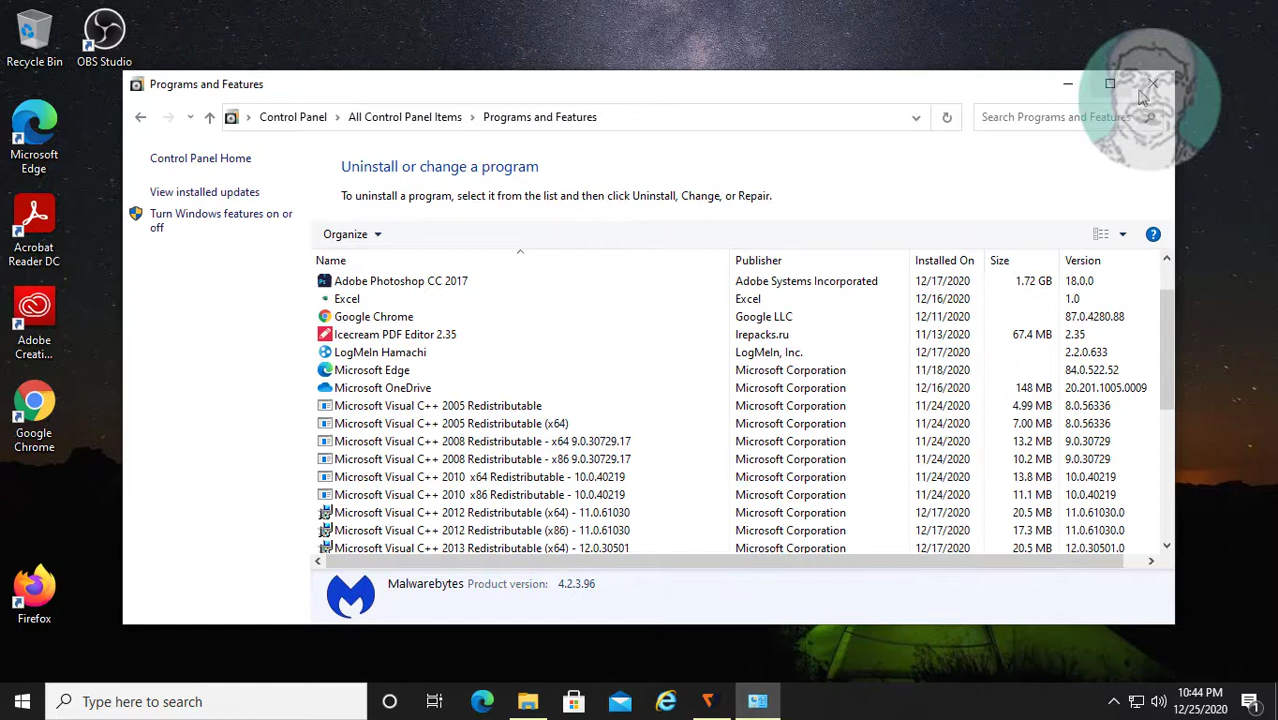 Recycle Bin
OBS Studio
Microsoft
Edge
Acrobat
Reader DC
Adobe
Creati...
Google
Chrome
Firefox
Programs and Features
Control Panel > All Control Panel Items > Programs and Features
Search Programs and Features
Control Panel Home
View installed updates
Turn Windows features on or
off
Uninstall or change a program
To uninstall a program, select it from the list and then click Uninstall, Change, or Repair.
Organize
Name Publisher Installed On Size Version
Adobe Photoshop CC 2017 Adobe Systems Incorporated 12/17/2020 1.72 GB 18.0.0
Excel Excel 12/16/2020 1.0
Google Chrome Google LLC 12/11/2020 87.0.4280.88
Icecream PDF Editor 2.35 lrepacks.ru 11/13/2020 67.4 MB 2.35
LogMeIn Hamachi LogMeIn, Inc. 12/17/2020 2.2.0.633
Microsoft Edge Microsoft Corporation 11/18/2020 84.0.522.52
Microsoft OneDrive Microsoft Corporation 12/16/2020 148 MB 20.201.1005.0009
Microsoft Visual C++ 2005 Redistributable Microsoft Corporation 11/24/2020 4.99 MB 8.0.56336
Microsoft Visual C++ 2005 Redistributable (x64) Microsoft Corporation 11/24/2020 7.00 MB 8.0.56336
Microsoft Visual C++ 2008 Redistributable - x64 9.0.30729.17 Microsoft Corporation 11/24/2020 13.2 MB 9.0.30729
Microsoft Visual C++ 2008 Redistributable - x86 9.0.30729.17 Microsoft Corporation 11/24/2020 10.2 MB 9.0.30729
Microsoft Visual C++ 2010 x64 Redistributable - 10.0.40219 Microsoft Corporation 11/24/2020 13.8 MB 10.0.40219
Microsoft Visual C++ 2010 x86 Redistributable - 10.0.40219 Microsoft Corporation 11/24/2020 11.1 MB 10.0.40219
Microsoft Visual C++ 2012 Redistributable (x64) - 11.0.61030 Microsoft Corporation 12/17/2020 20.5 MB 11.0.61030.0
Microsoft Visual C++ 2012 Redistributable (x86) - 11.0.61030 Microsoft Corporation 12/17/2020 17.3 MB 11.0.61030.0
Microsoft Visual C++ 2013 Redistributable (x64) - 12.0.30501 Microsoft Corporation 12/17/2020 20.5 MB 12.0.30501.0
Malwarebytes Product version: 4.2.3.96
Type here to search
10:44 PM
12/25/2020
1